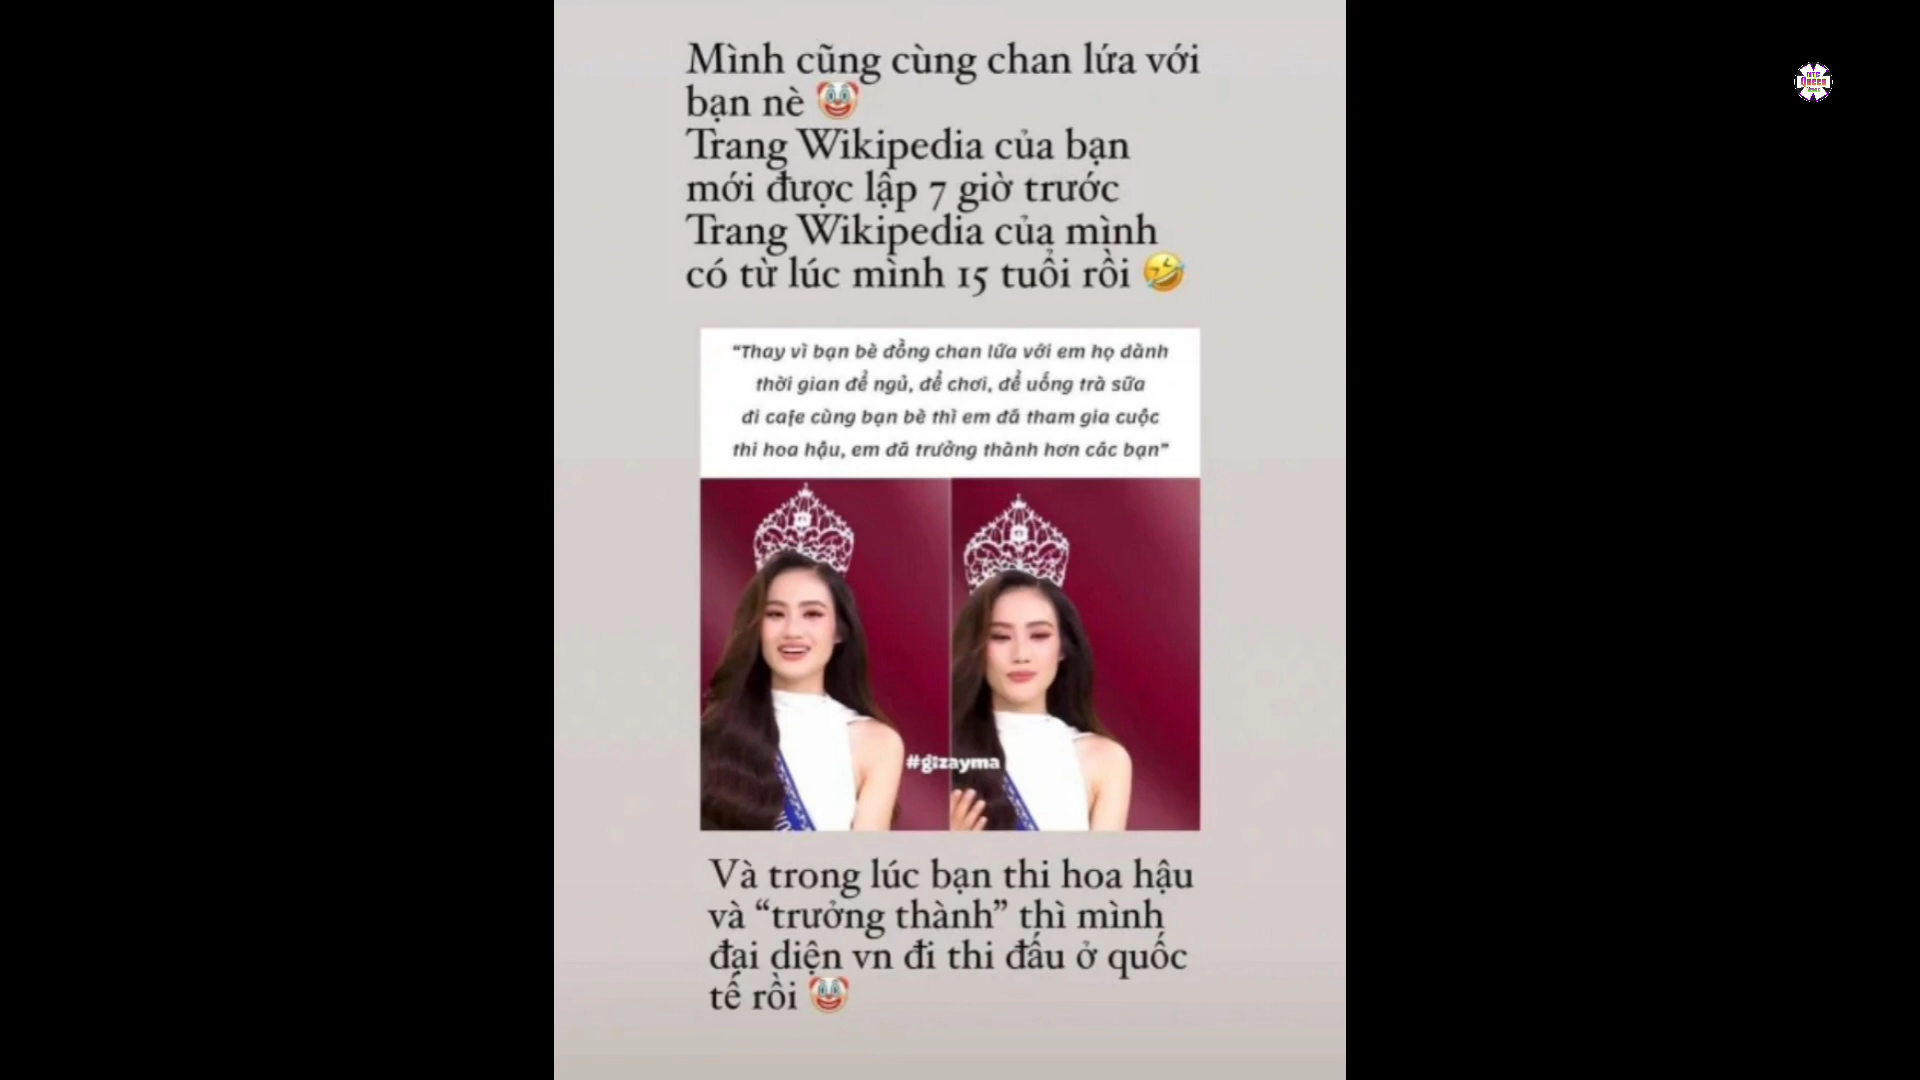 Mình cũng cùng chan lứa với
bạn nè 🤡
Trang Wikipedia của bạn
mới được lập 7 giờ trước
Trang Wikipedia của mình
có từ lúc mình 15 tuổi rồi 🤣
“Thay vì bạn bè đồng chan lữa với em họ dành
thời gian để ngủ, để chơi, để uống trà sữa
đi cafe cùng bạn bè thì em đã tham gia cuộc
thi hoa hậu, em đã trưởng thành hơn các bạn”
#gizayma
Và trong lúc bạn thi hoa hậu
và “trưởng thành” thì mình
đại diện vn đi thi đấu ở quốc
tế rồi 🤡
Queen